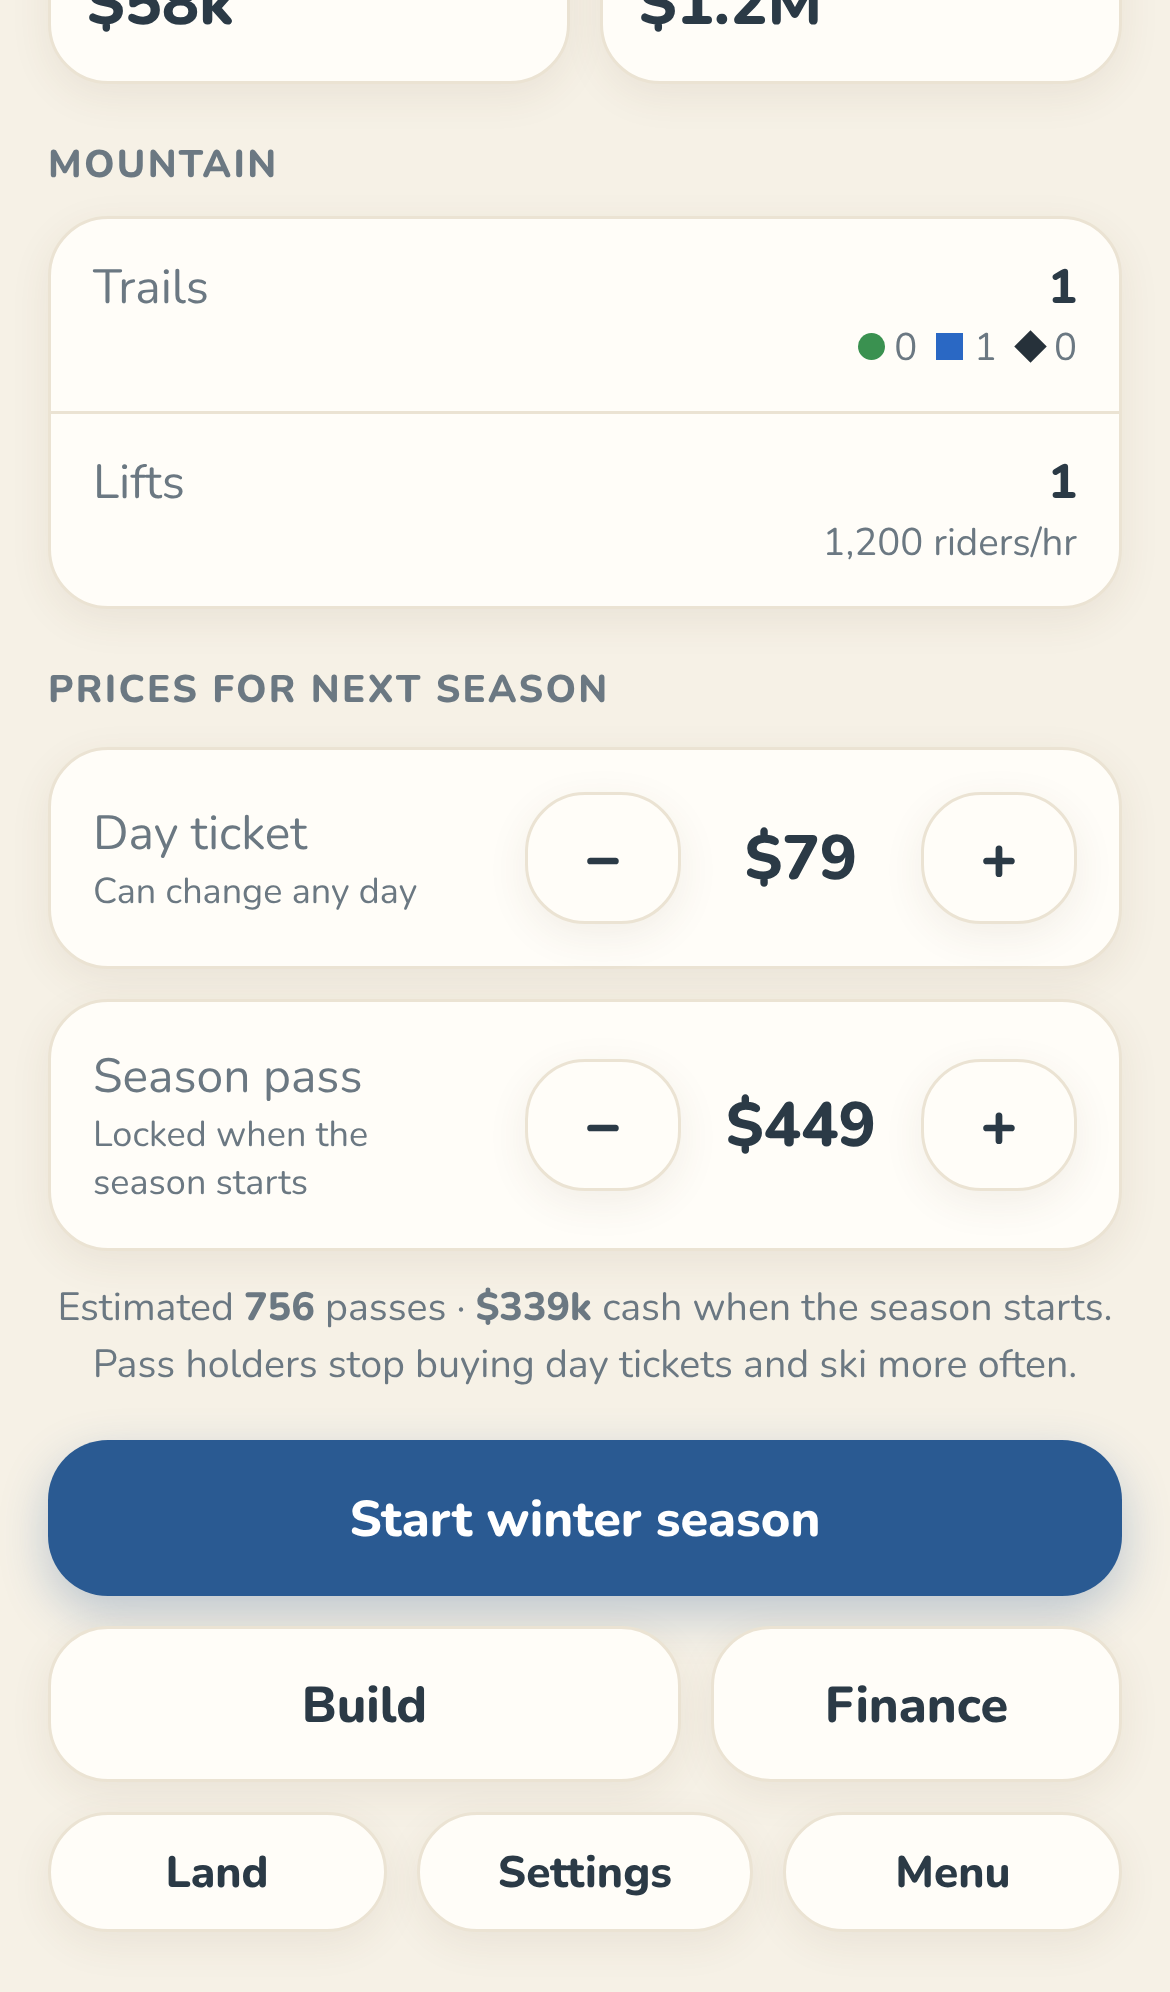 $58k
$1.2M
MOUNTAIN
Trails
1
0 1 0
Lifts
1
1,200 riders/hr
PRICES FOR NEXT SEASON
Day ticket
Can change any day
− $79 +
Season pass
Locked when the
season starts
− $449 +
Estimated 756 passes · $339k cash when the season starts.
Pass holders stop buying day tickets and ski more often.
Start winter season
Build
Finance
Land
Settings
Menu